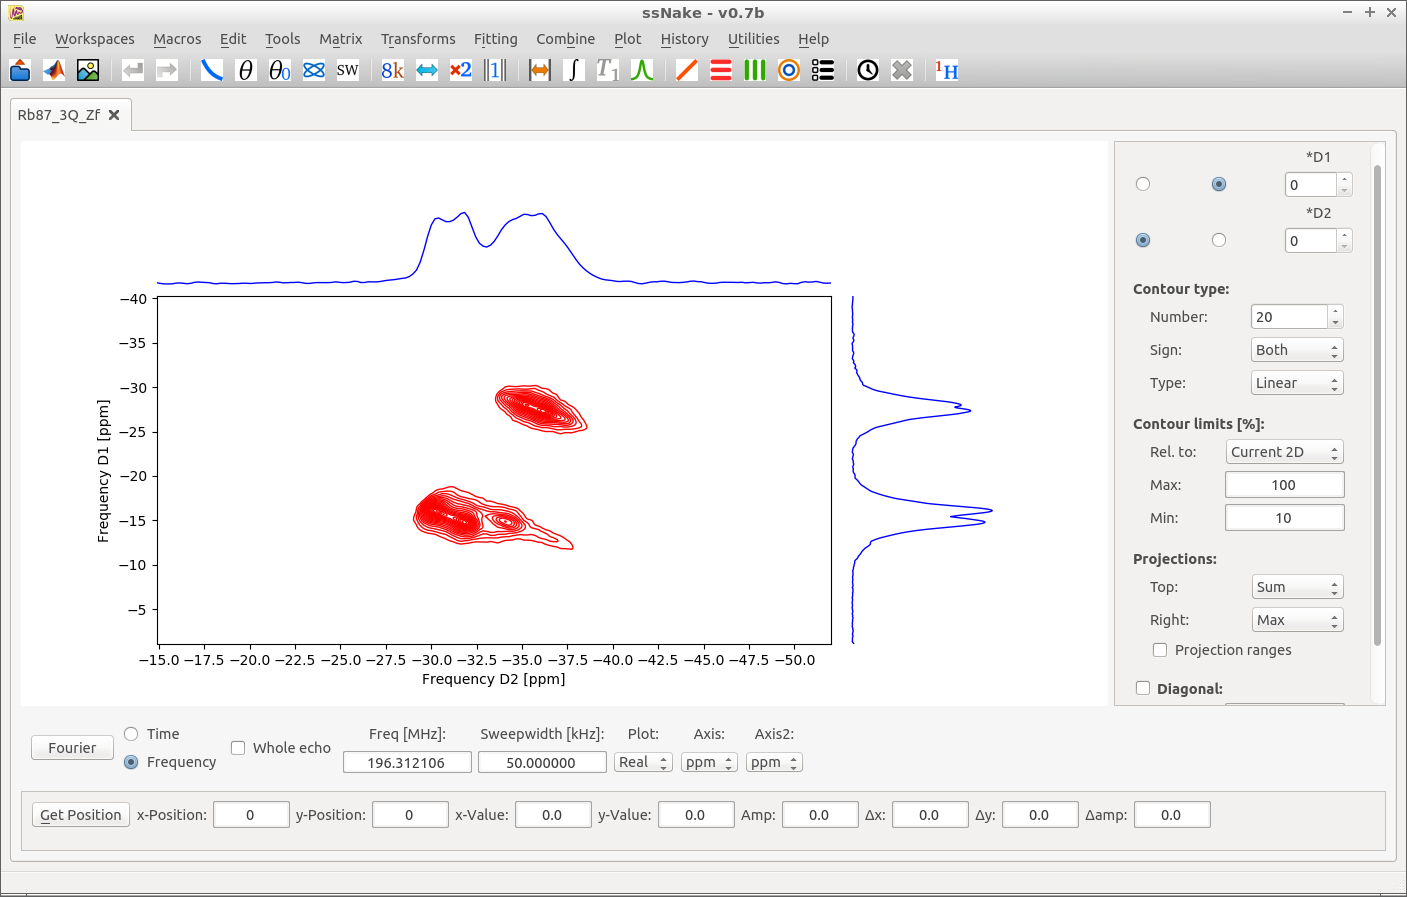 ssNake - v0.7b
File Workspaces Macros Edit Tools Matrix Transforms Fitting Combine Plot History Utilities Help
θ θ0 SW 8k ×2 1 ∫ T1 1H
Rb87_3Q_Zf
*D1
0
*D2
0
Contour type:
Number: 20
Sign: Both
Type: Linear
Contour limits [%]:
Rel. to: Current 2D
Max: 100
Min: 10
Projections:
Top: Sum
Right: Max
Projection ranges
Diagonal:
−40
−35
−30
−25
−20
−15
−10
−5
Frequency D1 [ppm]
−15.0 −17.5 −20.0 −22.5 −25.0 −27.5 −30.0 −32.5 −35.0 −37.5 −40.0 −42.5 −45.0 −47.5 −50.0
Frequency D2 [ppm]
Fourier
Time
Frequency
Whole echo
Freq [MHz]: Sweepwidth [kHz]: Plot: Axis: Axis2:
196.312106 50.000000 Real ppm ppm
Get Position x-Position: 0 y-Position: 0 x-Value: 0.0 y-Value: 0.0 Amp: 0.0 Δx: 0.0 Δy: 0.0 Δamp: 0.0